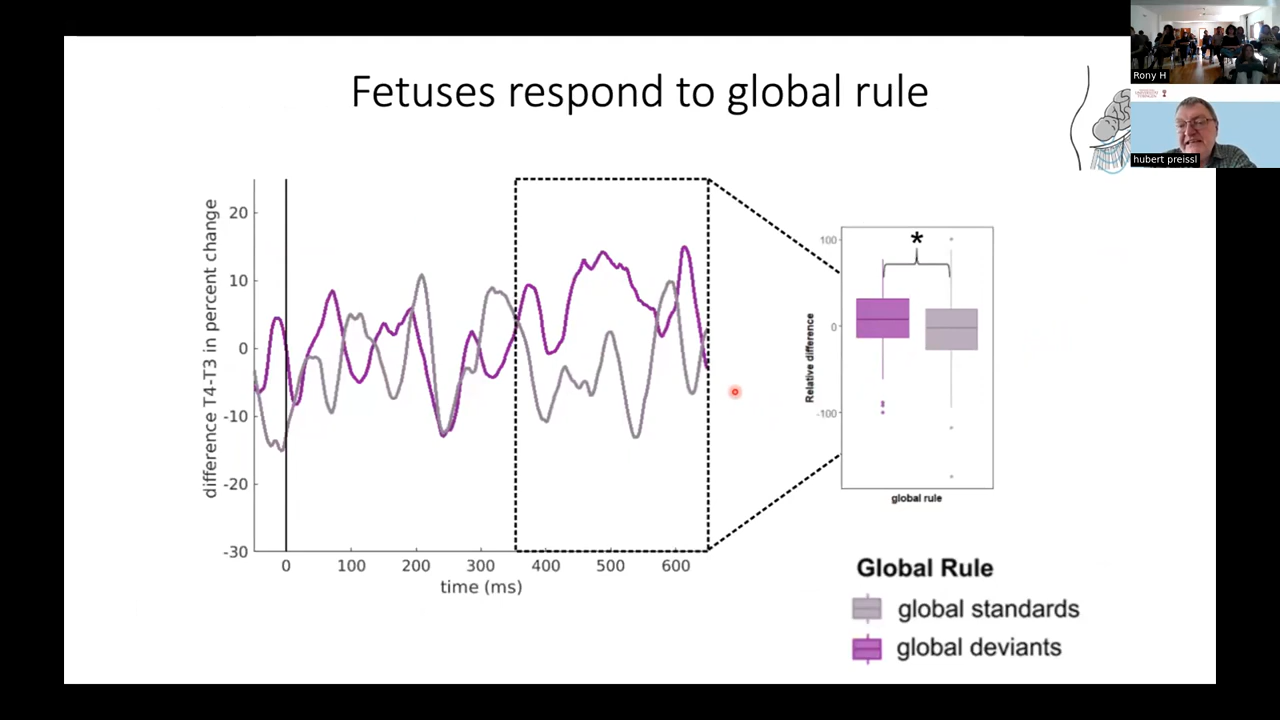 Fetuses respond to global rule
Rony H
hubert preissl
difference T4-T3 in percent change
20
10
0
-10
-20
-30
0
100
200
300
400
500
600
time (ms)
Relative difference
100
0
-100
*
global rule
Global Rule
global standards
global deviants